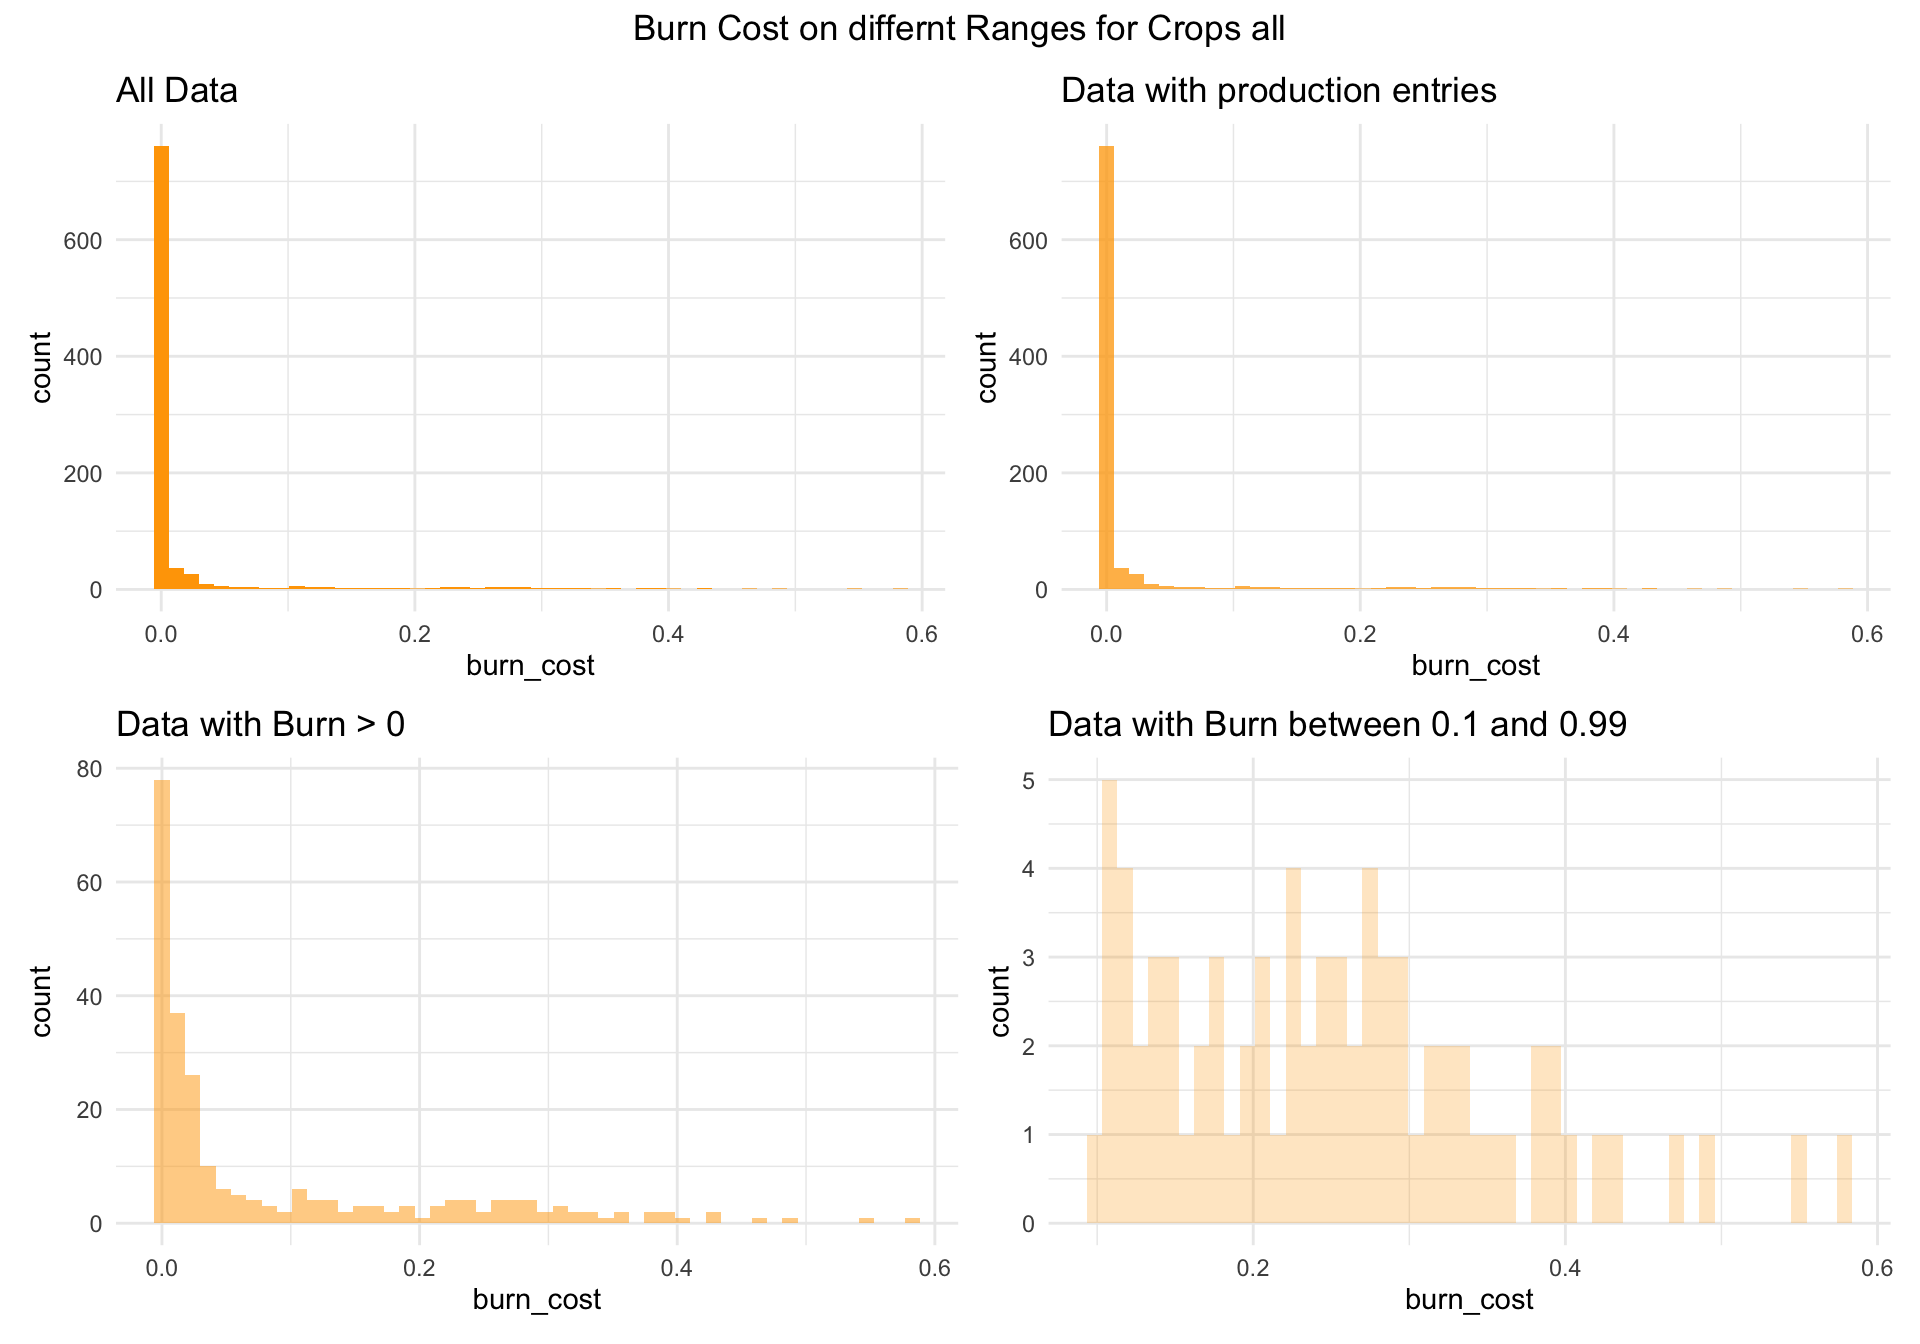 Burn Cost on differnt Ranges for Crops all
All Data
600
400
200
0
count
0.0 0.2 0.4 0.6
burn_cost
Data with production entries
600
400
200
0
count
0.0 0.2 0.4 0.6
burn_cost
Data with Burn > 0
80
60
40
20
0
count
0.0 0.2 0.4 0.6
burn_cost
Data with Burn between 0.1 and 0.99
5
4
3
2
1
0
count
0.2 0.4 0.6
burn_cost